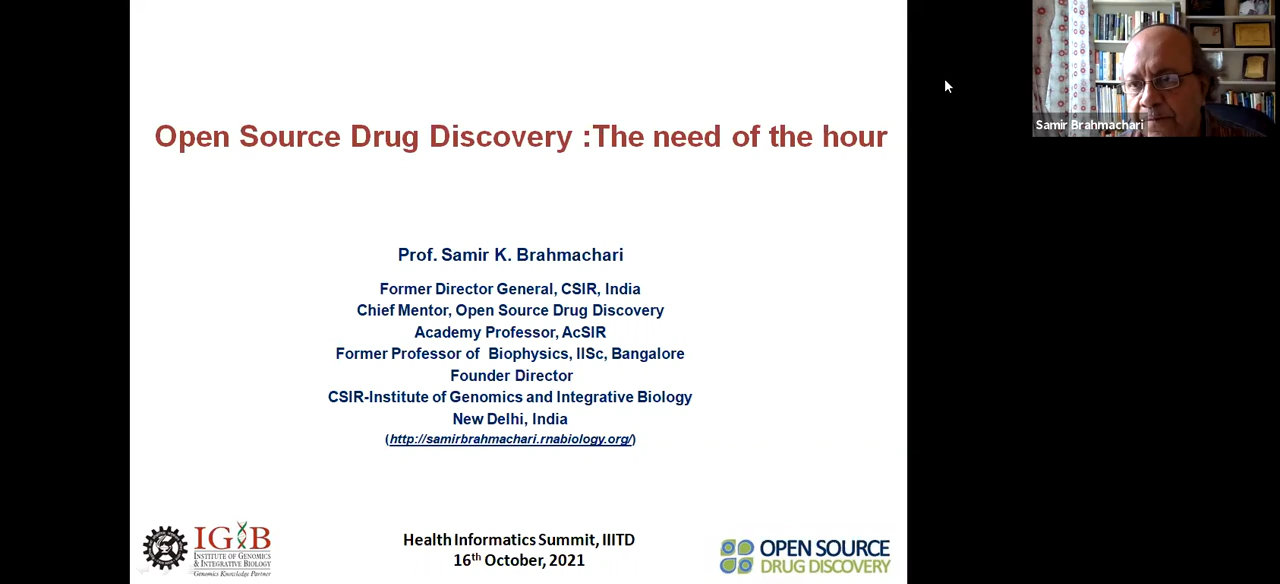 Open Source Drug Discovery :The need of the hour
Samir Brahmachari
Prof. Samir K. Brahmachari
Former Director General, CSIR, India
Chief Mentor, Open Source Drug Discovery
Academy Professor, AcSIR
Former Professor of Biophysics, IISc, Bangalore
Founder Director
CSIR-Institute of Genomics and Integrative Biology
New Delhi, India
(http://samirbrahmachari.rnabiology.org/)
IGIB
INSTITUTE OF GENOMICS
& INTEGRATIVE BIOLOGY
Genomics Knowledge Partner
Health Informatics Summit, IIITD
16th October, 2021
OPEN SOURCE
DRUG DISCOVERY